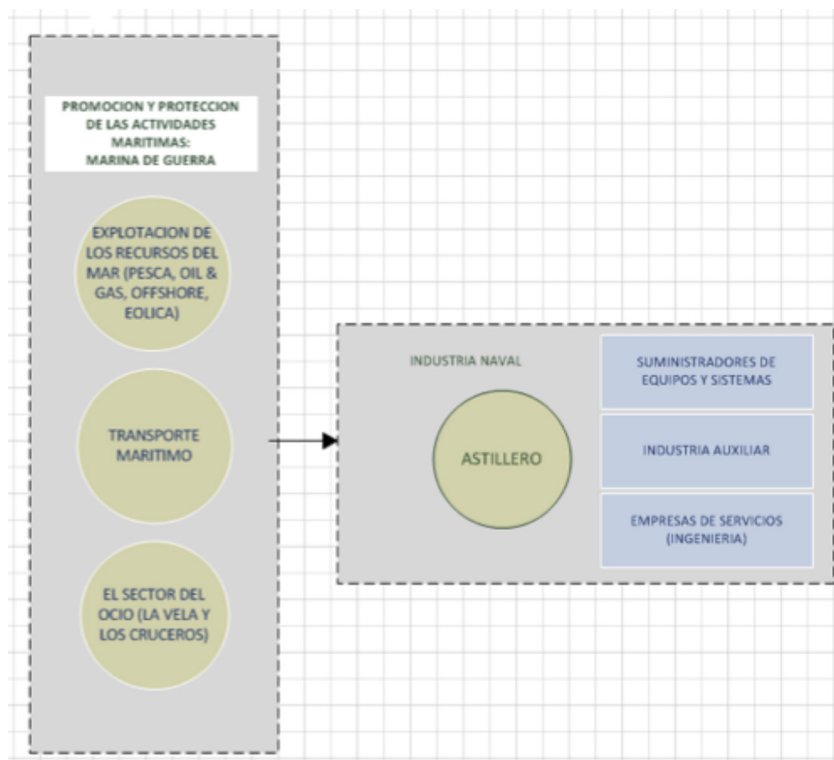 PROMOCION Y PROTECCION
DE LAS ACTIVIDADES
MARITIMAS:
MARINA DE GUERRA
EXPLOTACION DE
LOS RECURSOS DEL
MAR (PESCA, OIL &
GAS, OFFSHORE,
EOLICA)
TRANSPORTE
MARITIMO
EL SECTOR DEL
OCIO (LA VELA Y
LOS CRUCEROS)
INDUSTRIA NAVAL
ASTILLERO
SUMINISTRADORES DE
EQUIPOS Y SISTEMAS
INDUSTRIA AUXILIAR
EMPRESAS DE SERVICIOS
(INGENIERIA)